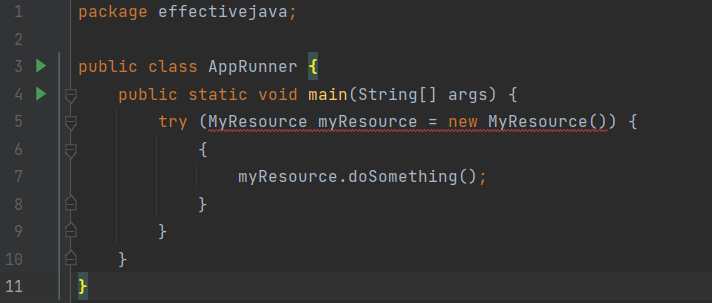 1 package effectivejava;
2
3 public class AppRunner {
4 public static void main(String[] args) {
5 try (MyResource myResource = new MyResource()) {
6 {
7 myResource.doSomething();
8 }
9 }
10 }
11 }